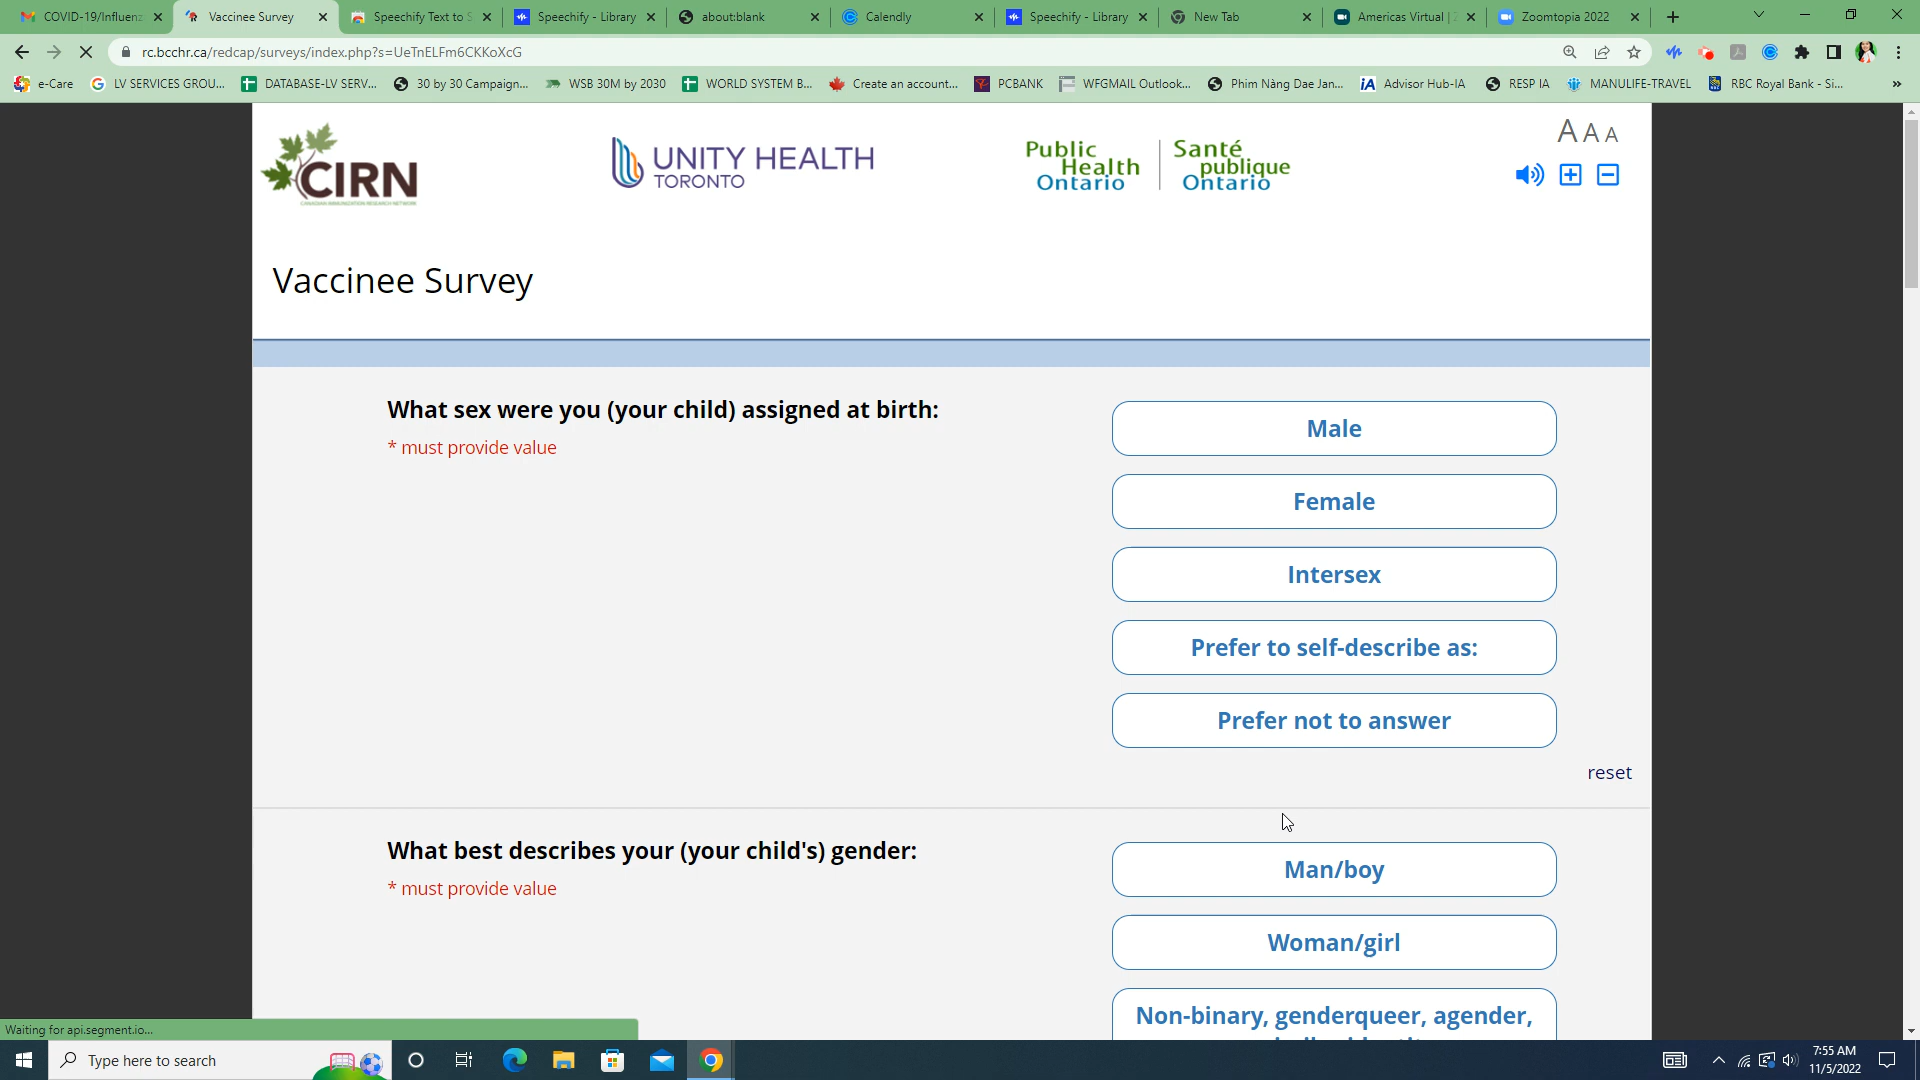 COVID-19/Influenz
Vaccinee Survey
Speechify Text to S
Speechify - Library
about:blank
Calendly
Speechify - Library
New Tab
Americas Virtual | Z
Zoomtopia 2022
rc.bcchr.ca/redcap/surveys/index.php?s=UeTnELFm6CKKoXcG
e-Care
LV SERVICES GROU...
DATABASE-LV SERV...
30 by 30 Campaign...
WSB 30M by 2030
WORLD SYSTEM B...
Create an account...
PCBANK
WFGMAIL Outlook...
Phim Nàng Dae Jan...
iA Advisor Hub-IA
RESP IA
MANULIFE-TRAVEL
RBC Royal Bank - Si...
»
CIRN
CANADIAN IMMUNIZATION RESEARCH NETWORK
UNITY HEALTH
TORONTO
Public
Health
Ontario
Santé
publique
Ontario
A A A
Vaccinee Survey
What sex were you (your child) assigned at birth:
* must provide value
Male
Female
Intersex
Prefer to self-describe as:
Prefer not to answer
reset
What best describes your (your child's) gender:
* must provide value
Man/boy
Woman/girl
Non-binary, genderqueer, agender,
Waiting for api.segment.io...
Type here to search
7:55 AM
11/5/2022